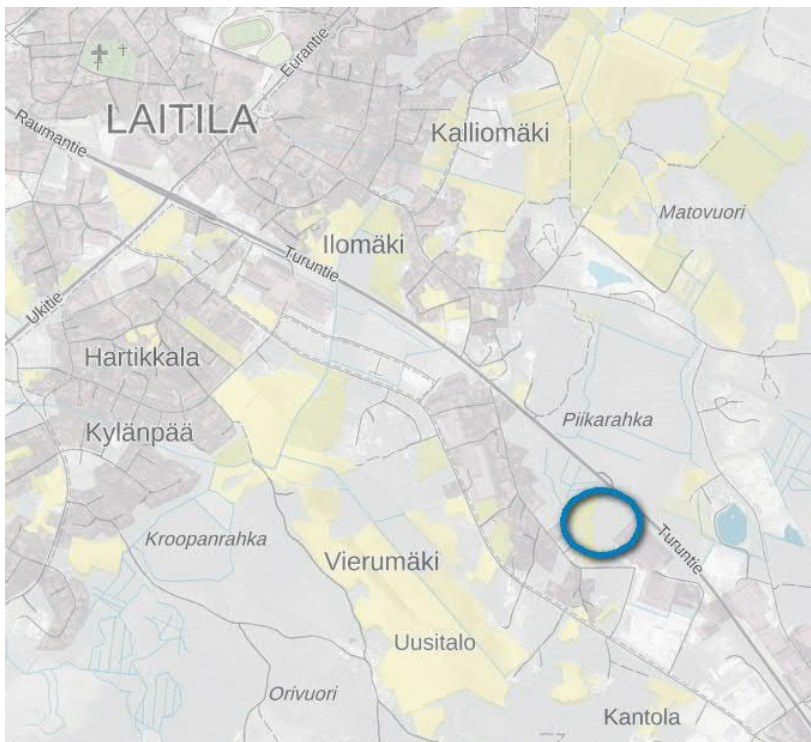 Eurantie
LAITILA
Raumantie
Kalliomäki
Matovuori
Ilomäki
Turuntie
Ukitie
Hartikkala
Kylänpää
Piikarahka
Kroopanrahka
Vierumäki
Turuntie
Uusitalo
Orivuori
Kantola